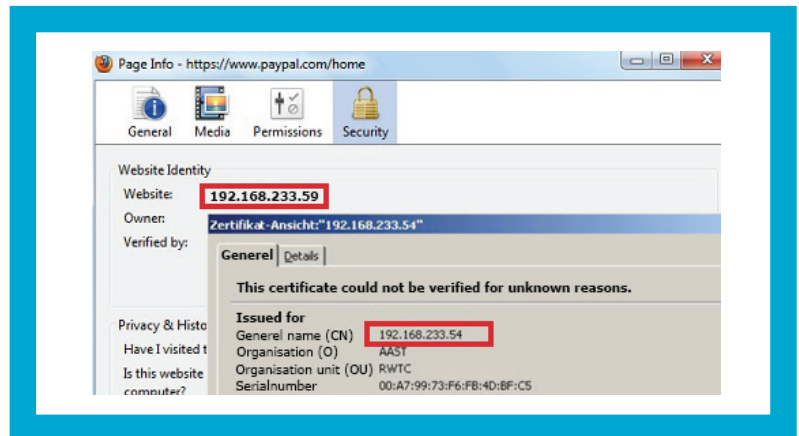 Page Info - https://www.paypal.com/home
General Media Permissions Security
Website Identity
Website: 192.168.233.59
Owner:
Verified by:
Zertifikat-Ansicht:"192.168.233.54"
Generel Details
This certificate could not be verified for unknown reasons.
Issued for
Generel name (CN) 192.168.233.54
Organisation (O) AAST
Organisation unit (OU) RWTC
Serialnumber 00:A7:99:73:F6:FB:4D:BF:C5
Privacy & Histo
Have I visited t
Is this website
computer?